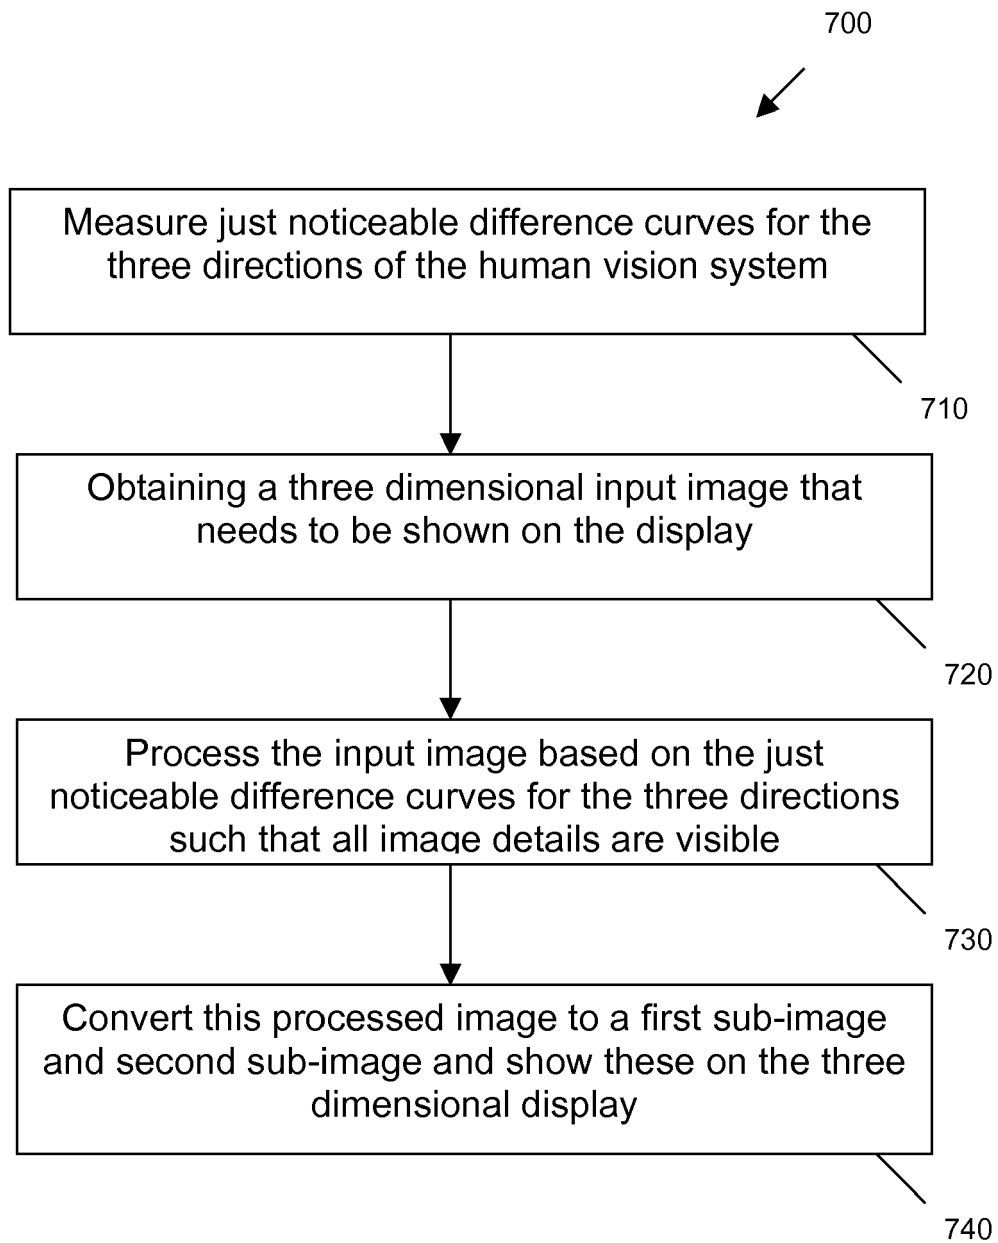 700
Measure just noticeable difference curves for the
three directions of the human vision system
710
Obtaining a three dimensional input image that
needs to be shown on the display
720
Process the input image based on the just
noticeable difference curves for the three directions
such that all image details are visible
730
Convert this processed image to a first sub-image
and second sub-image and show these on the three
dimensional display
740